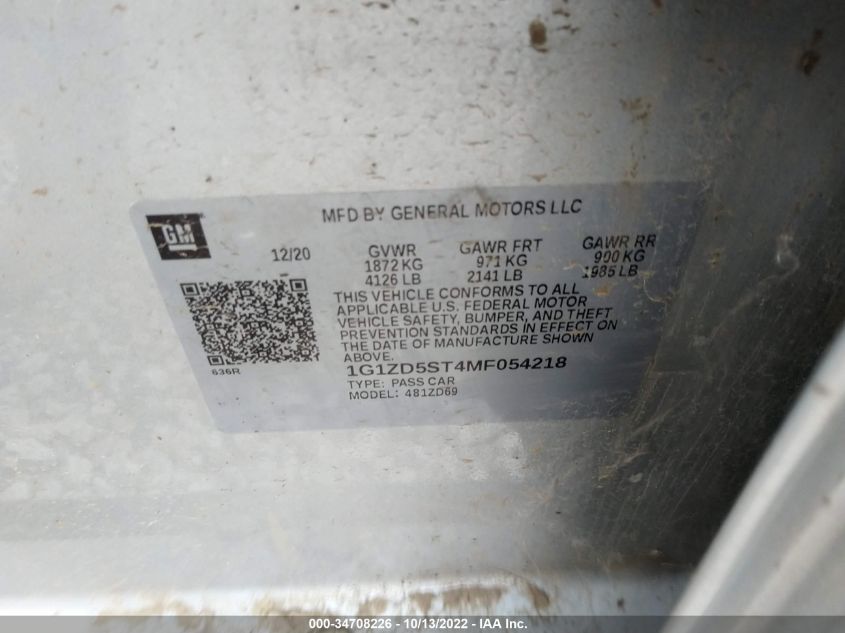 MFD BY GENERAL MOTORS LLC
GM
12/20 GVWR GAWR FRT GAWR RR
1872 KG 971 KG 900 KG
4126 LB 2141 LB 1985 LB
THIS VEHICLE CONFORMS TO ALL
APPLICABLE U.S. FEDERAL MOTOR
VEHICLE SAFETY, BUMPER, AND THEFT
PREVENTION STANDARDS IN EFFECT ON
THE DATE OF MANUFACTURE SHOWN
ABOVE.
636R
1G1ZD5ST4MF054218
TYPE: PASS CAR
MODEL: 481ZD69
000-34708226 - 10/13/2022 - IAA Inc.